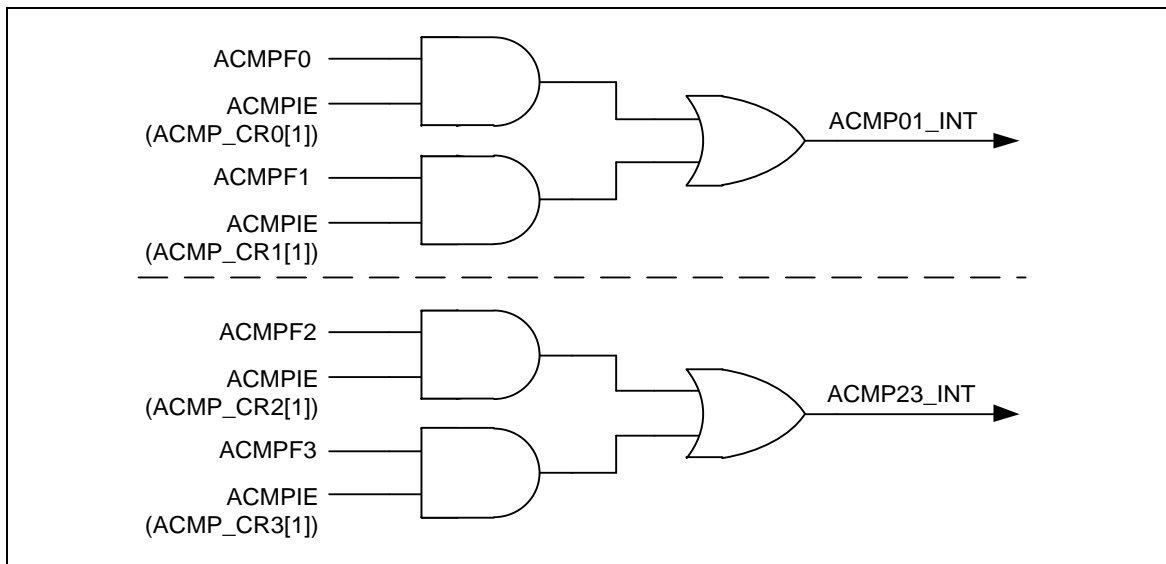 ACMPF0
ACMPIE
(ACMP_CR0[1])
ACMPF1
ACMPIE
(ACMP_CR1[1])
ACMP01_INT
ACMPF2
ACMPIE
(ACMP_CR2[1])
ACMPF3
ACMPIE
(ACMP_CR3[1])
ACMP23_INT